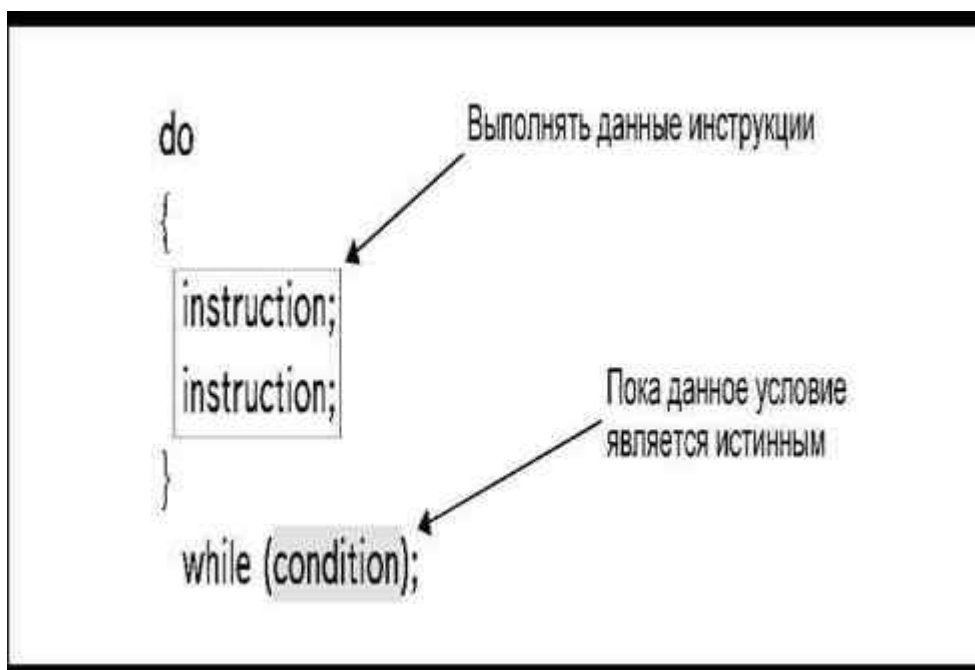 do
Выполнять данные инструкции
{
instruction;
instruction;
Пока данное условие
является истинным
}
while (condition);